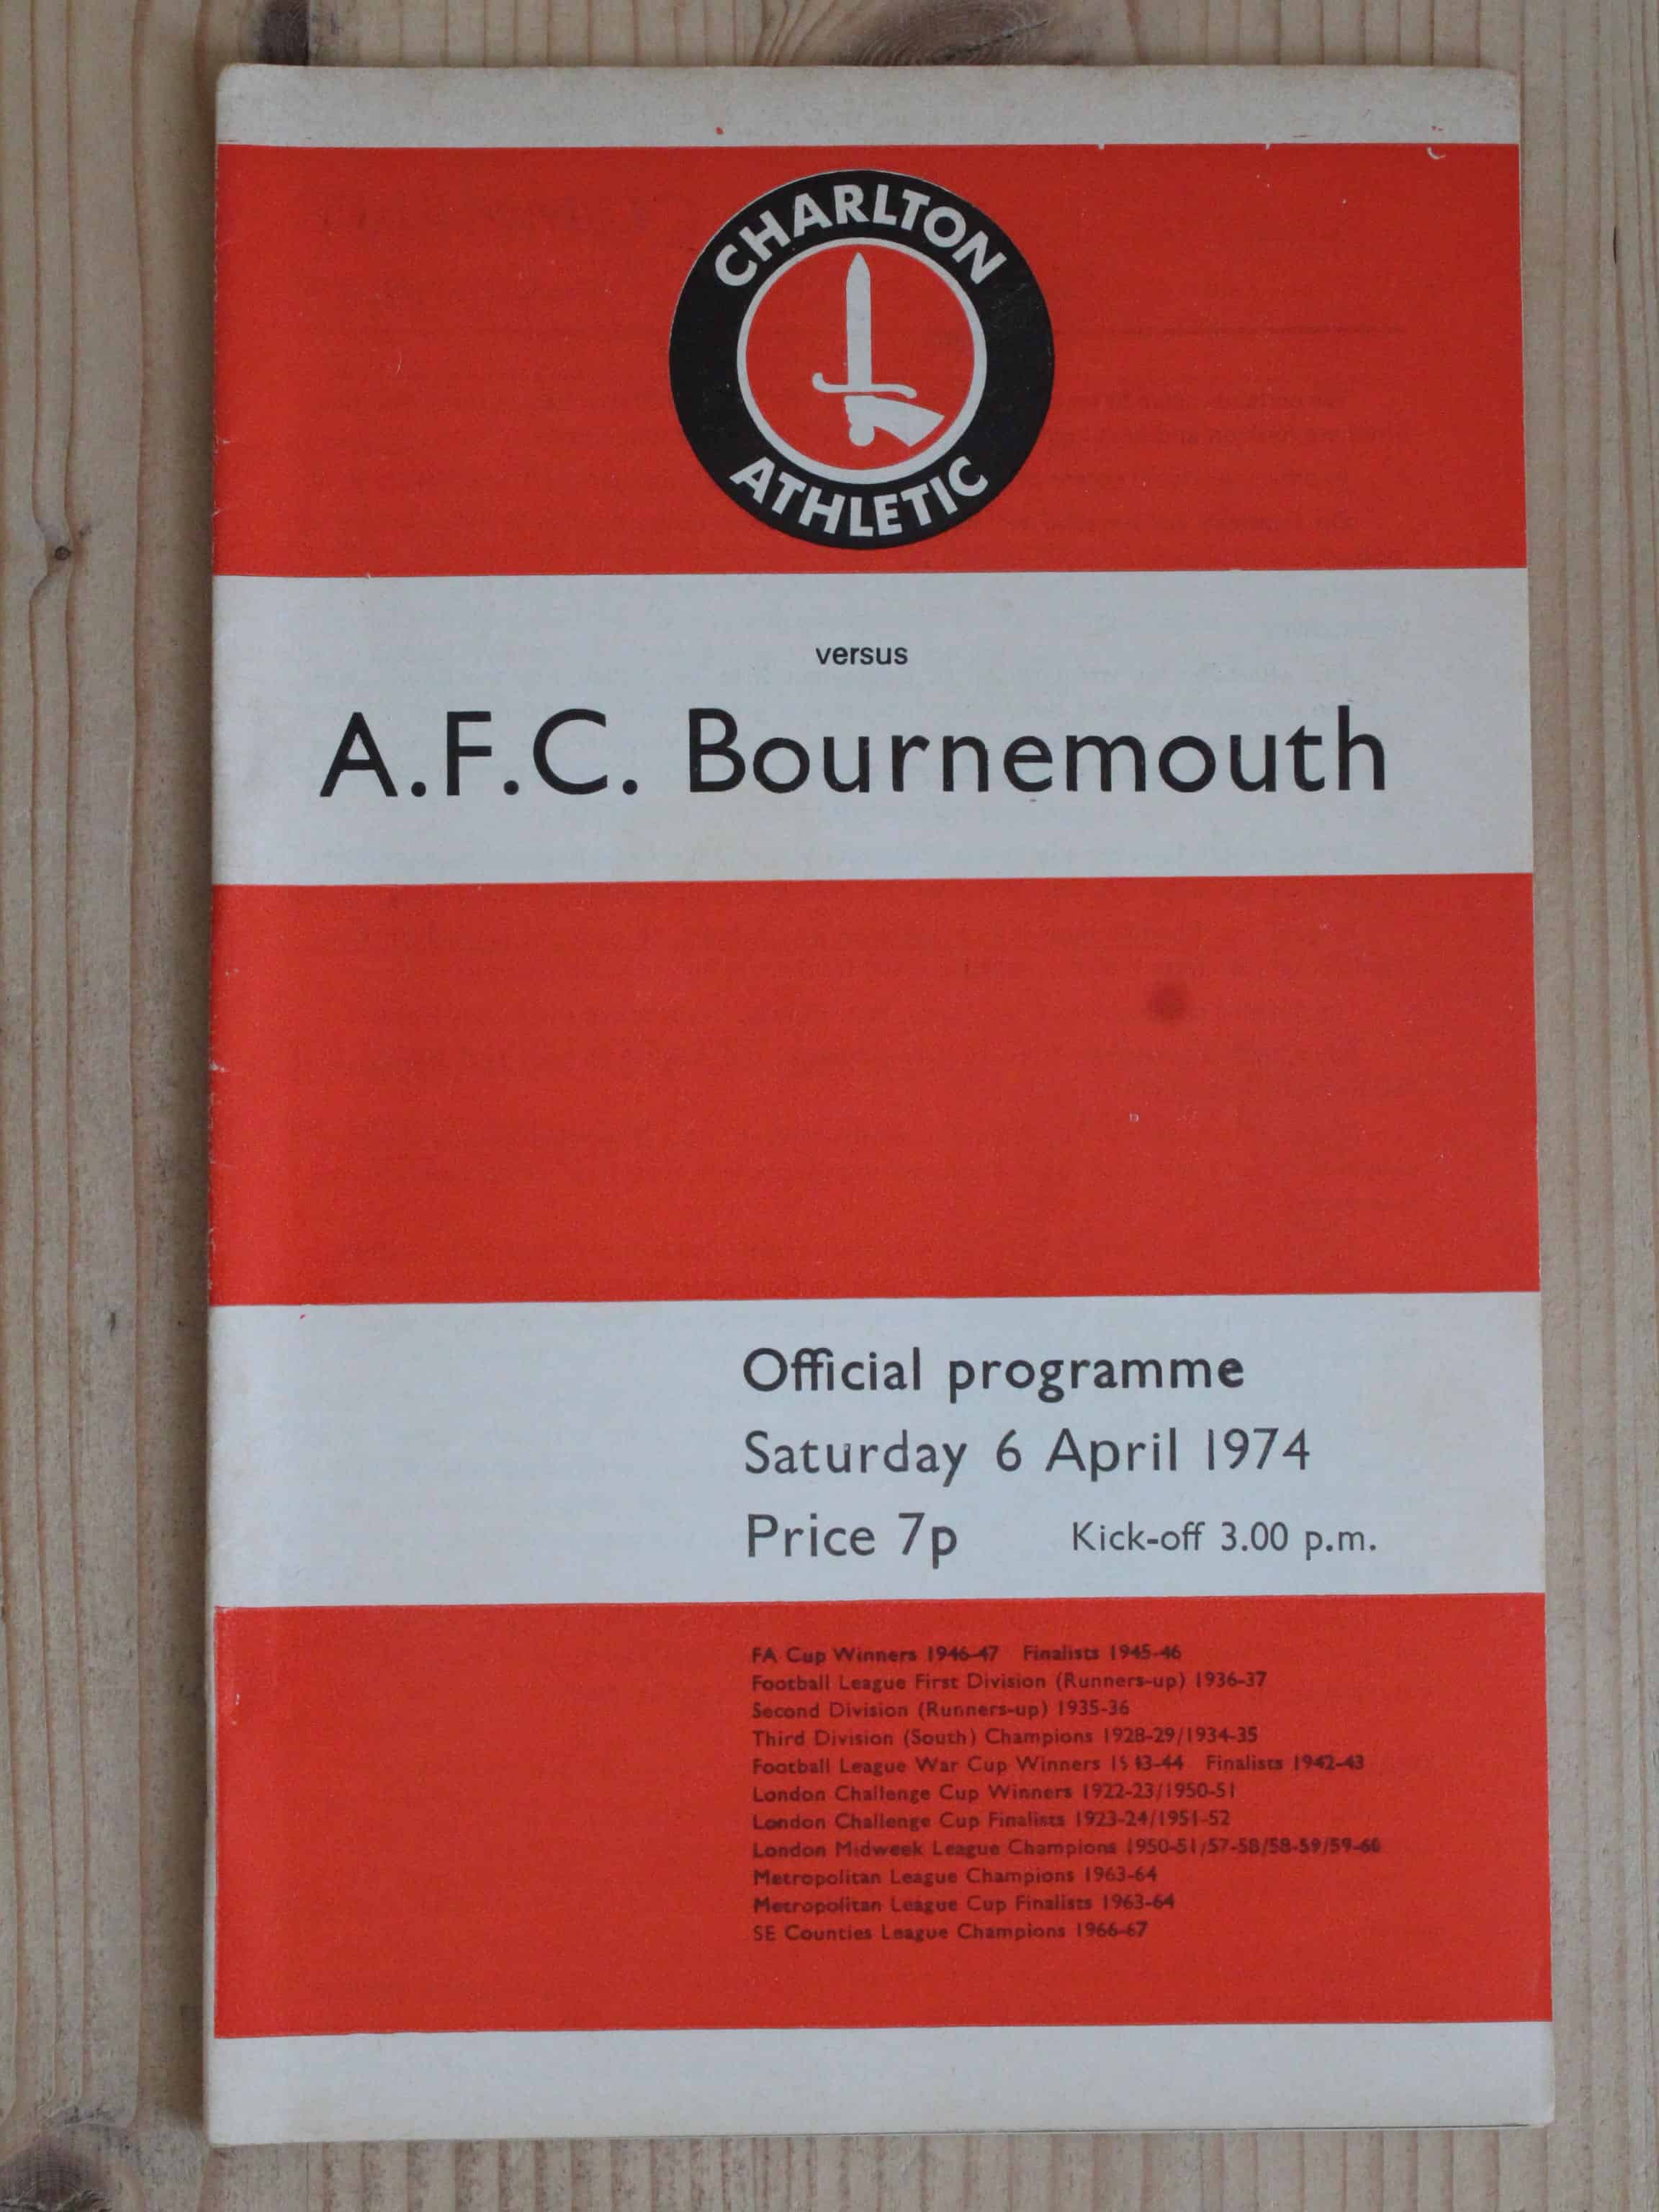 CHARLTON
ATHLETIC
versus
A.F.C. Bournemouth
Official programme
Saturday 6 April 1974
Price 7p Kick-off 3.00 p.m.
FA Cup Winners 1946-47 Finalists 1945-46
Football League First Division (Runners-up) 1936-37
Second Division (Runners-up) 1935-36
Third Division (South) Champions 1928-29/1934-35
Football League War Cup Winners 1943-44 Finalists 1942-43
London Challenge Cup Winners 1922-23/1950-51
London Challenge Cup Finalists 1923-24/1951-52
London Midweek League Champions 1950-51/57-58/58-59/59-60
Metropolitan League Champions 1963-64
Metropolitan League Cup Finalists 1963-64
SE Counties League Champions 1966-67